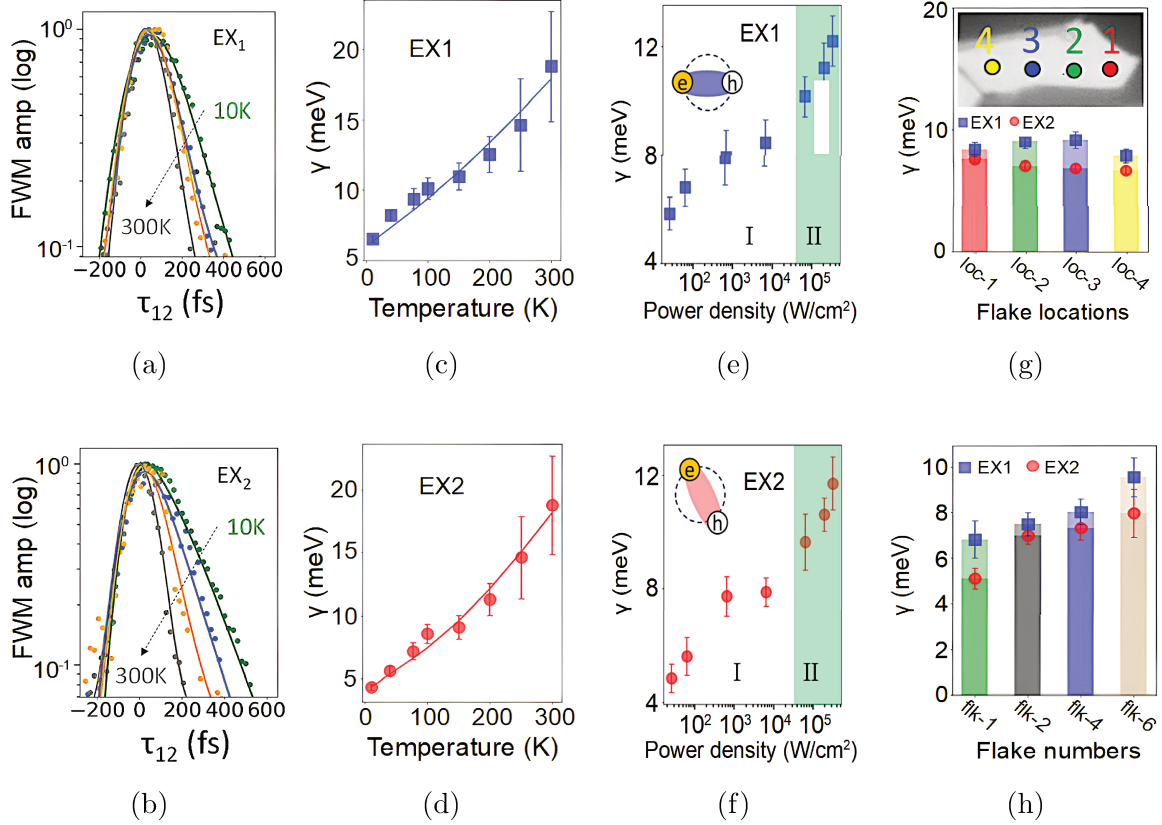 FWM amp (log)
10⁰
10⁻¹
EX₁
10K
300K
−200 0 200 400 600
τ₁₂ (fs)
(a)
γ (meV)
20
15
10
5
EX1
0 100 200 300
Temperature (K)
(c)
γ (meV)
12
8
4
EX1
e h
I II
10² 10³ 10⁴ 10⁵
Power density (W/cm²)
(e)
γ (meV)
20
10
0
4 3 2 1
EX1 EX2
loc-1 loc-2 loc-3 loc-4
Flake locations
(g)
FWM amp (log)
10⁰
10⁻¹
EX₂
10K
300K
−200 0 200 400 600
τ₁₂ (fs)
(b)
γ (meV)
20
15
10
5
EX2
0 100 200 300
Temperature (K)
(d)
γ (meV)
12
8
4
EX2
e
h
I II
10² 10³ 10⁴ 10⁵
Power density (W/cm²)
(f)
γ (meV)
10
8
6
4
2
0
EX1 EX2
flk-1 flk-2 flk-4 flk-6
Flake numbers
(h)